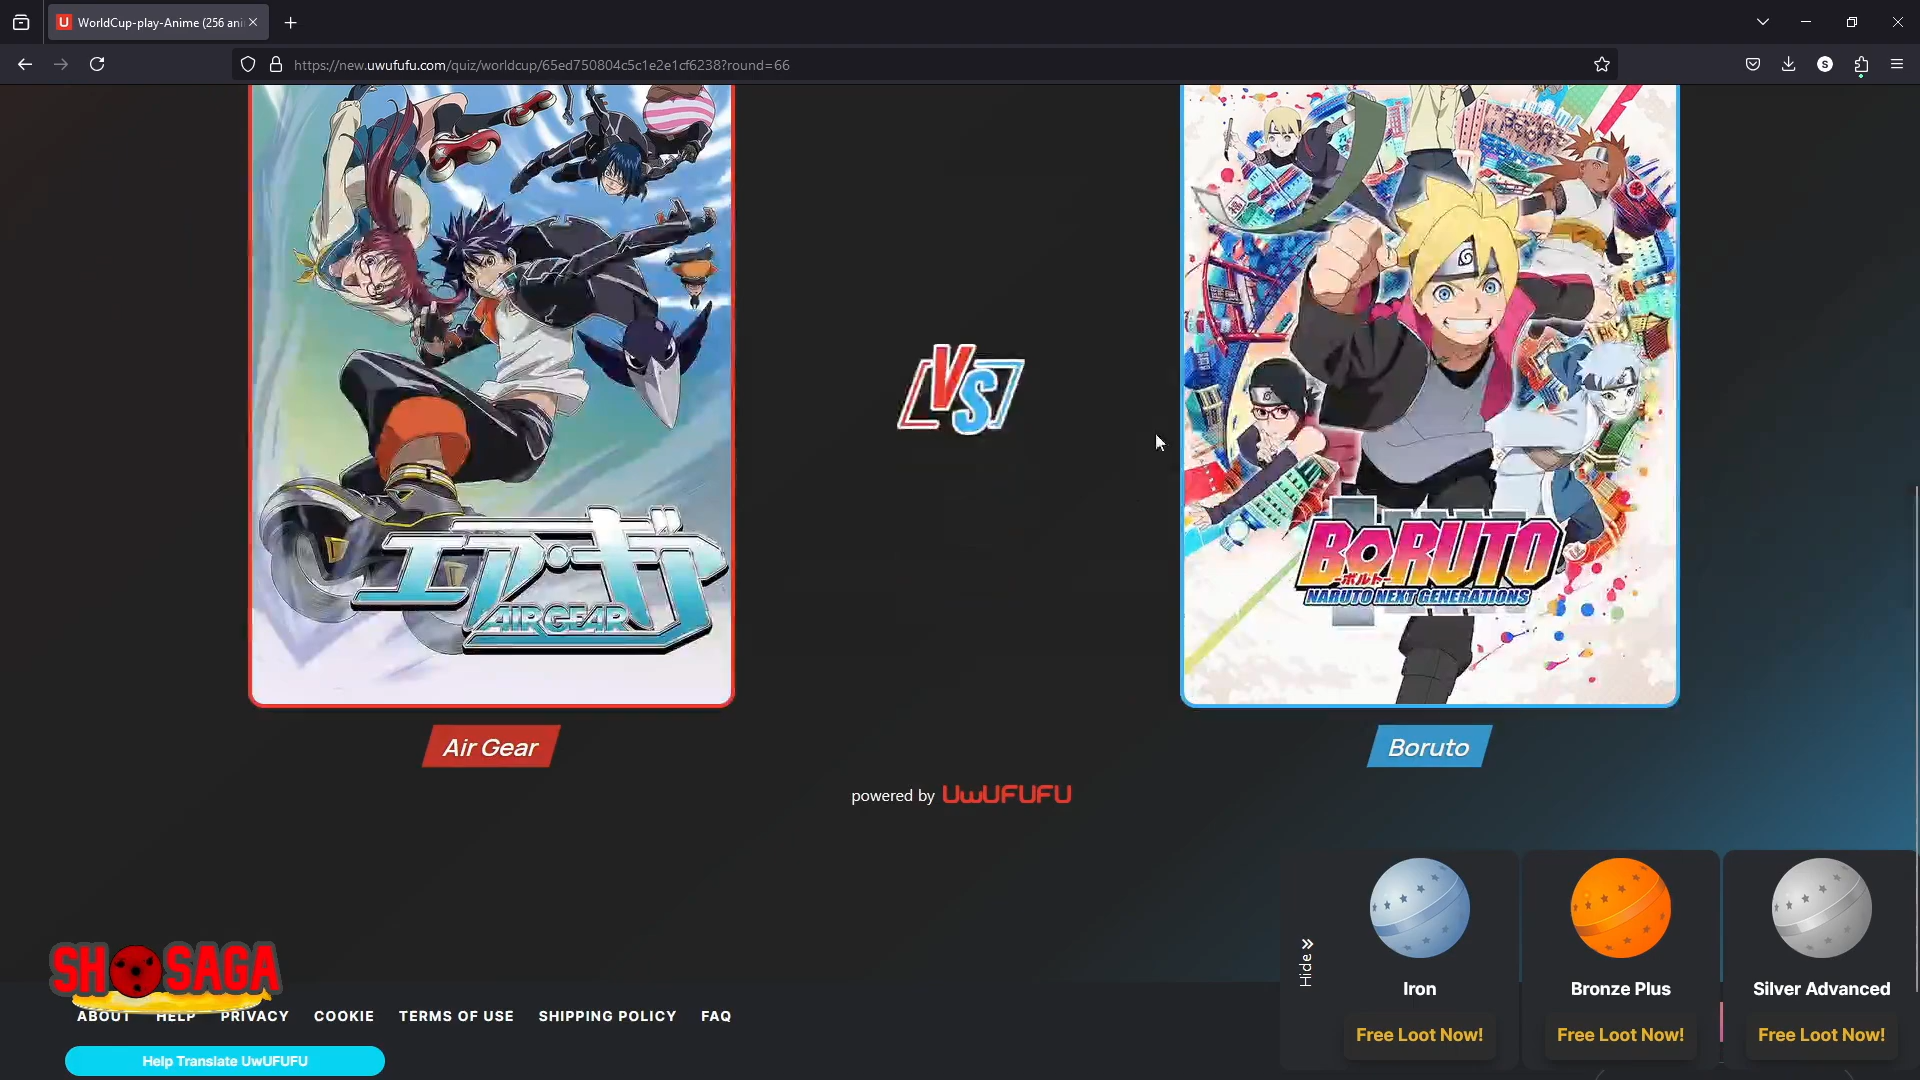 WorldCup-play-Anime (256 ani
https://new.uwufufu.com/quiz/worldcup/65ed750804c5c1e2e1cf6238?round=66
S
VS
エア・ギア
AIRGEAR
BORUTO
-ボルト-
NARUTO NEXT GENERATIONS
Air Gear
Boruto
powered by UwUFUFU
Hide
Iron
Bronze Plus
Silver Advanced
Free Loot Now!
Free Loot Now!
Free Loot Now!
SHOSAGA
ABOUT HELP PRIVACY COOKIE TERMS OF USE SHIPPING POLICY FAQ
Help Translate UwUFUFU